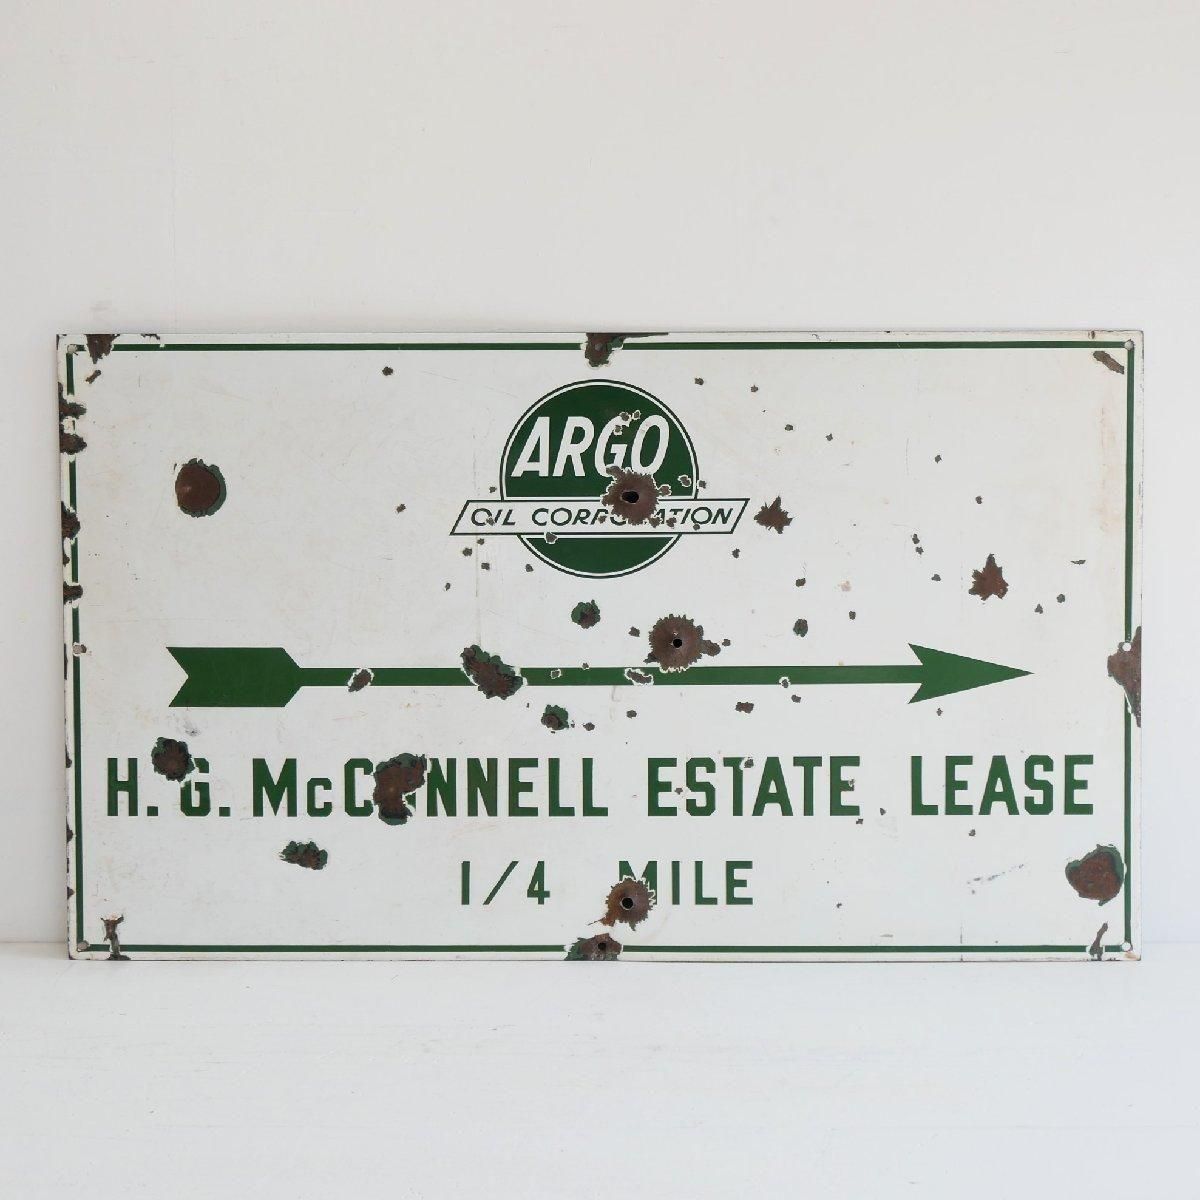 ARGO
OIL CORPORATION
H. G. McCONNELL ESTATE LEASE
1/4 MILE